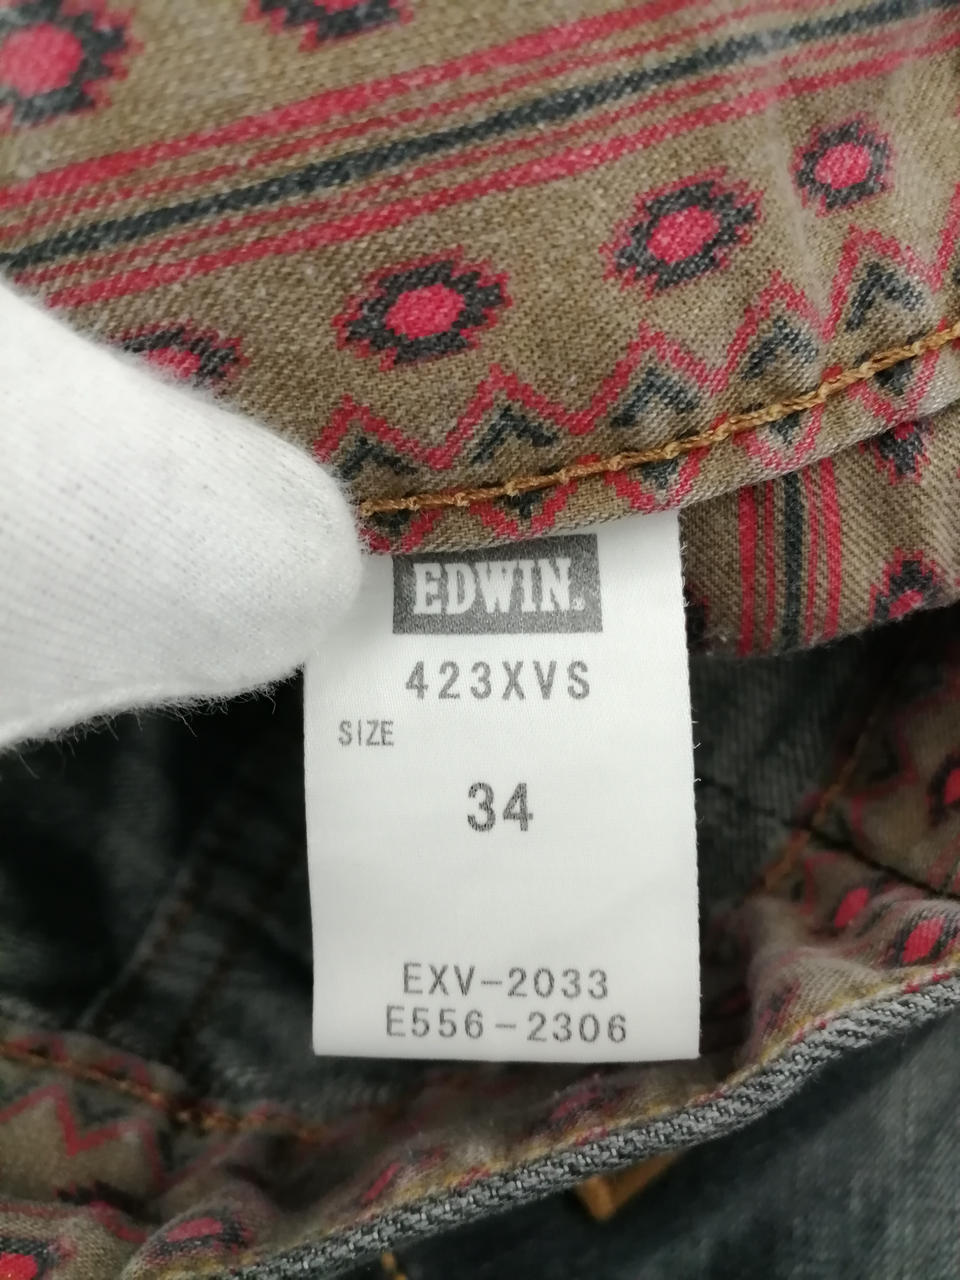 EDWIN®
423XVS
SIZE
34
EXV-2033
E556-2306